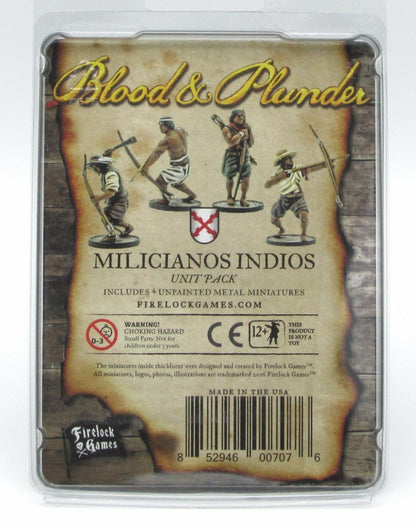 Blood & Plunder
MILICIANOS INDIOS
UNIT PACK
INCLUDES 4 UNPAINTED METAL MINIATURES
FIRELOCKGAMES.COM
0-3
WARNING!
CHOKING HAZARD
Small Parts. Not for
children under 3 years.
CE
12+
THIS
PRODUCT
IS NOT A
TOY
The miniatures inside this blister were designed and created by Firelock Games™.
All miniatures, logos, photos, illustrations are trademarked 2016 Firelock Games™
MADE IN THE USA
Firelock
Games
8 52946 00707 6